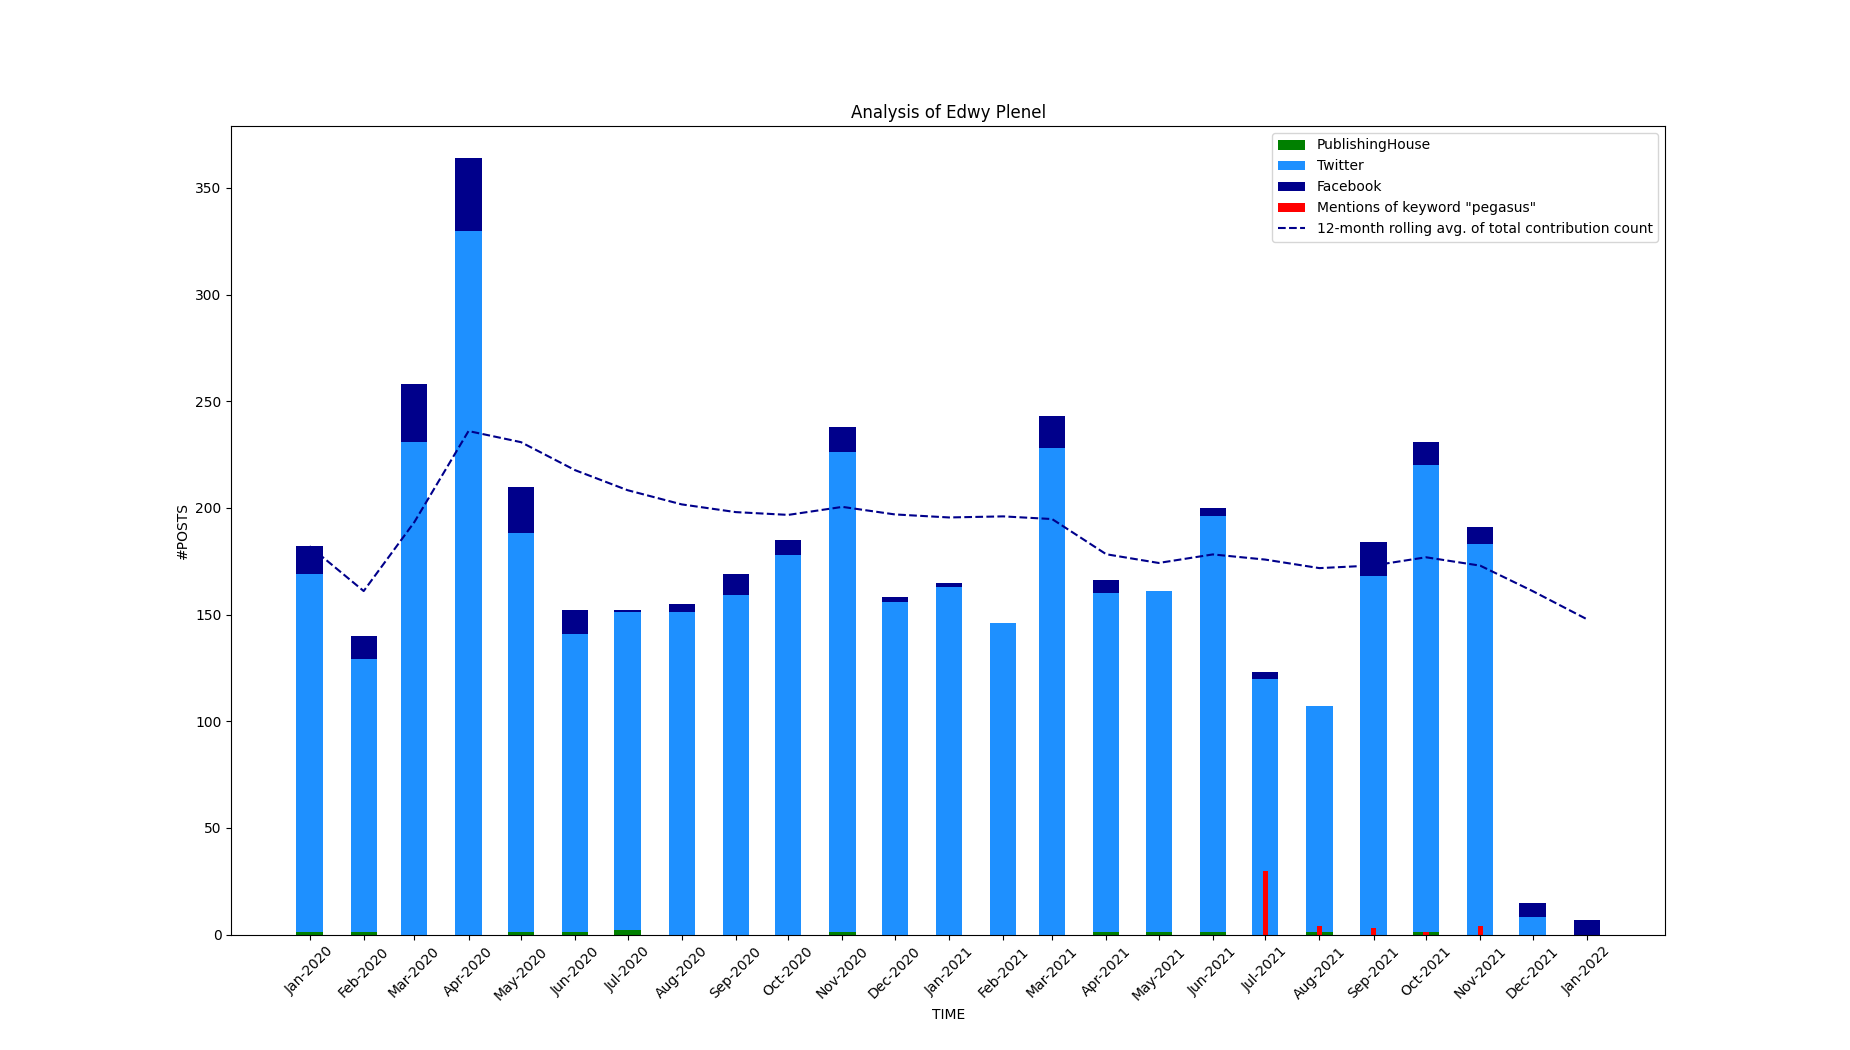 Analysis of Edwy Plenel
PublishingHouse
Twitter
Facebook
Mentions of keyword "pegasus"
12-month rolling avg. of total contribution count
#POSTS
350
300
250
200
150
100
50
0
Jan-2020
Feb-2020
Mar-2020
Apr-2020
May-2020
Jun-2020
Jul-2020
Aug-2020
Sep-2020
Oct-2020
Nov-2020
Dec-2020
Jan-2021
Feb-2021
Mar-2021
Apr-2021
May-2021
Jun-2021
Jul-2021
Aug-2021
Sep-2021
Oct-2021
Nov-2021
Dec-2021
Jan-2022
TIME